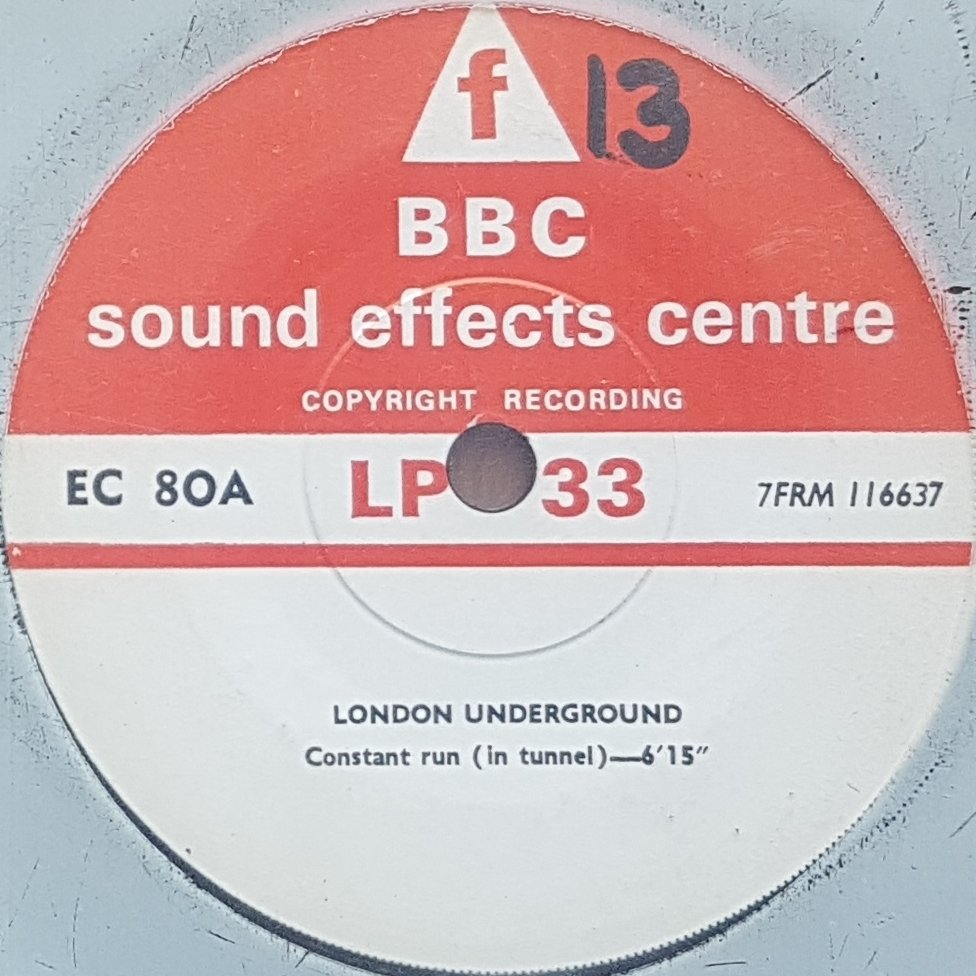 f 13
BBC
sound effects centre
COPYRIGHT RECORDING
EC 80A LP 33 7FRM 116637
LONDON UNDERGROUND
Constant run (in tunnel)—6′15″